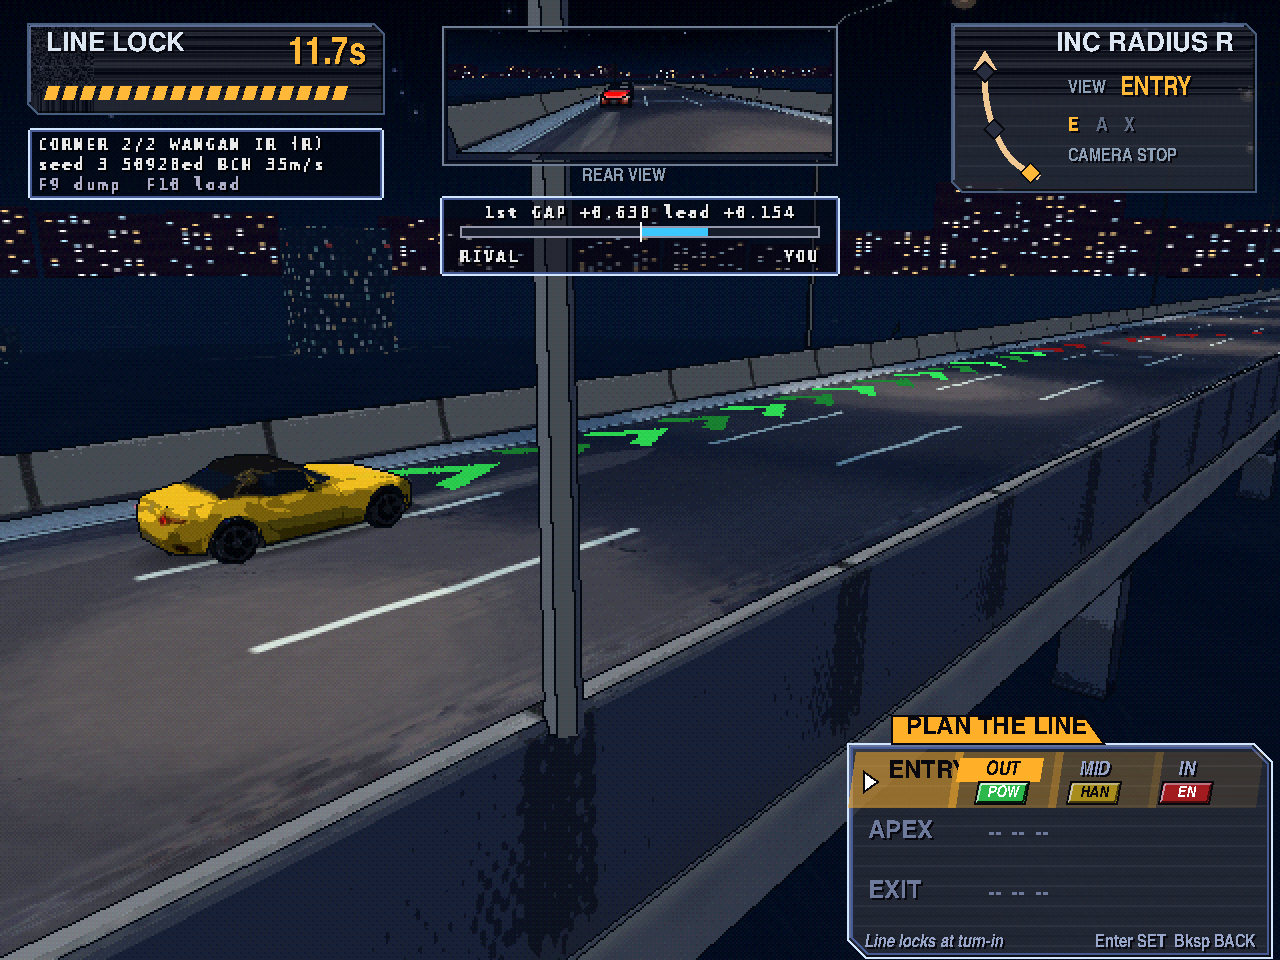 LINE LOCK
11.7s
CORNER 2/2 WANGAN IR (R)
seed 3 50928ed BCH 35m/s
F9 dump F10 load
REAR VIEW
1st GAP +0.638 lead +0.154
RIVAL YOU
INC RADIUS R
VIEW ENTRY
E A X
CAMERA STOP
PLAN THE LINE
ENTRY OUT MID IN
POW HAN EN
APEX -- -- --
EXIT -- -- --
Line locks at turn-in Enter SET Bksp BACK